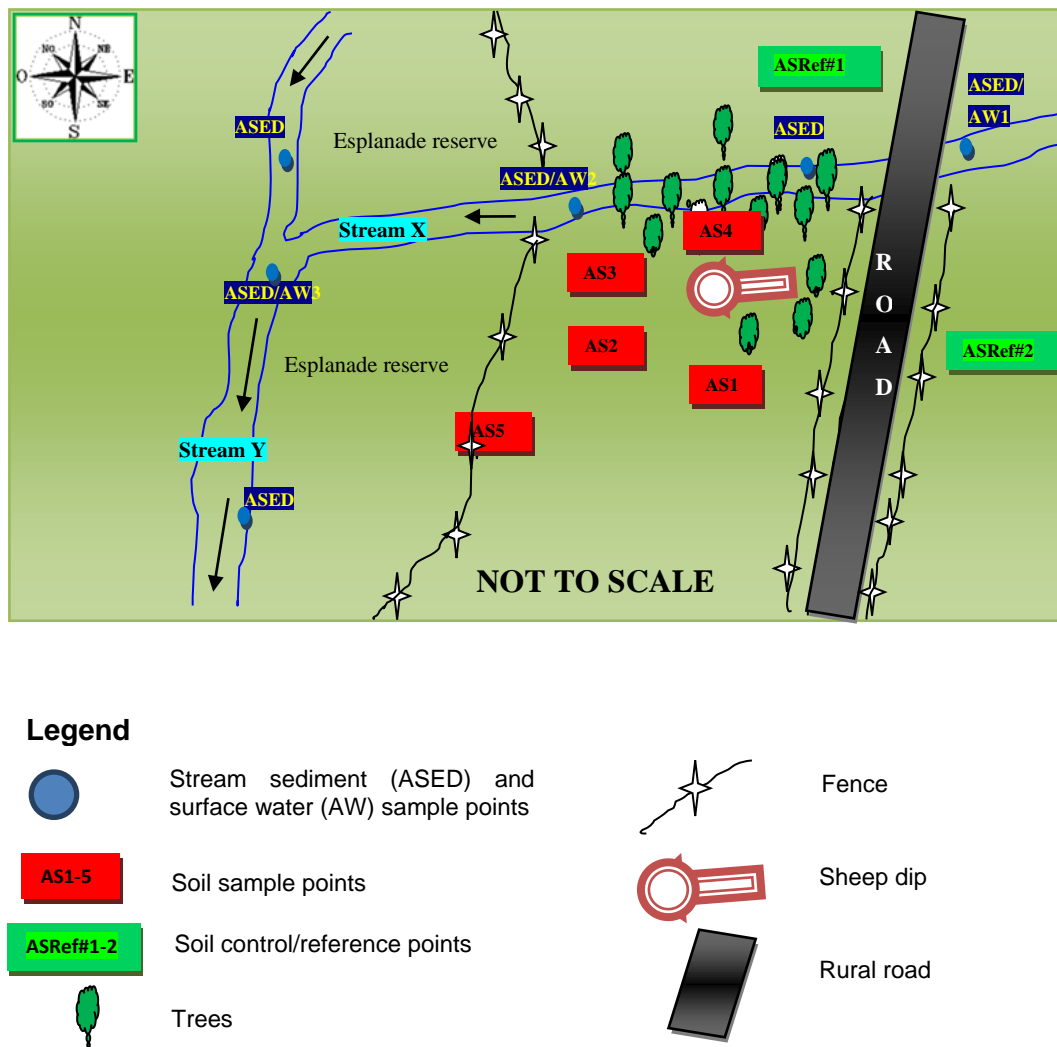 N
NO
NE
O
E
SO
SE
S
ASRef#1
ASED/
AW1
ASED
Esplanade reserve
ASED
ASED/AW2
Stream X
AS4
AS3
ROAD
ASED/AW3
AS2
ASRef#2
Esplanade reserve
AS1
AS5
Stream Y
ASED
NOT TO SCALE
Legend
Stream sediment (ASED) and
surface water (AW) sample points
Fence
AS1-5
Soil sample points
Sheep dip
ASRef#1-2
Soil control/reference points
Rural road
Trees